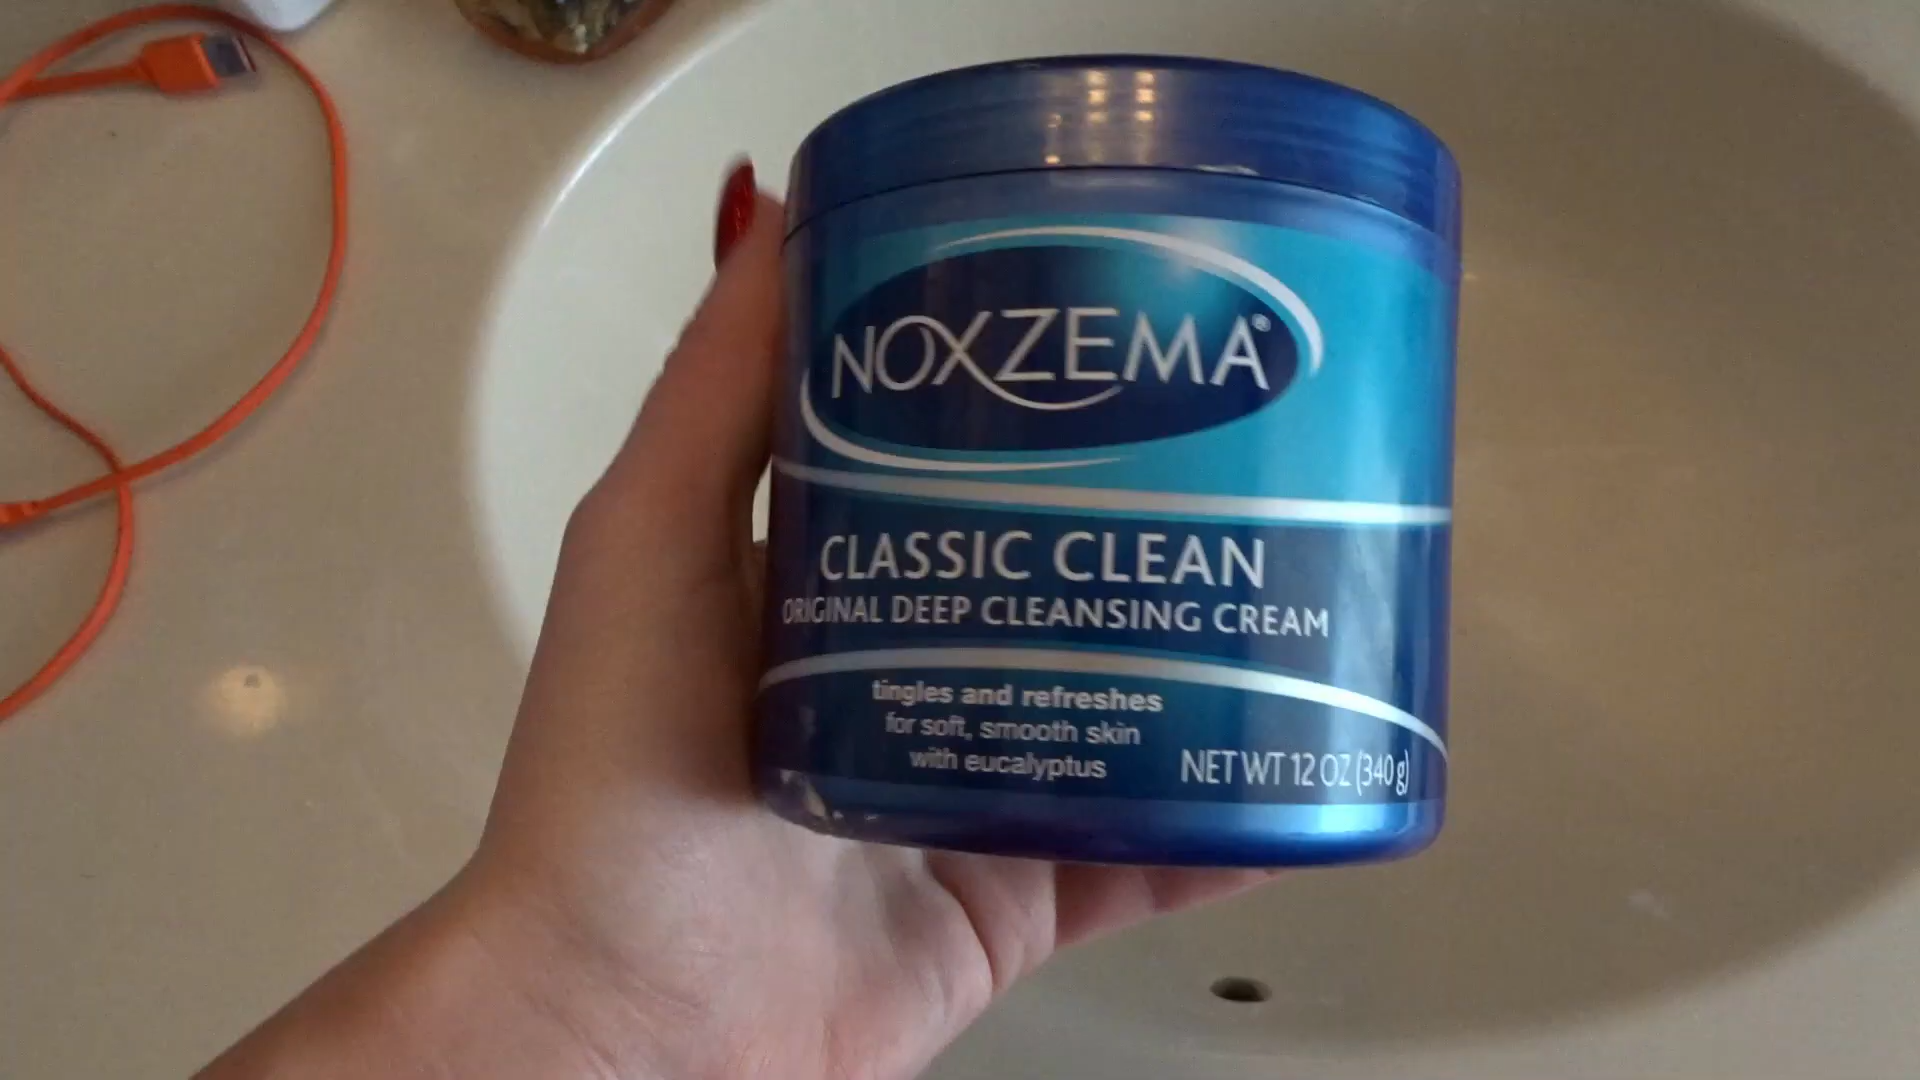 NOXZEMA®
CLASSIC CLEAN
ORIGINAL DEEP CLEANSING CREAM
tingles and refreshes
for soft, smooth skin
with eucalyptus
NET WT 12 OZ (340 g)